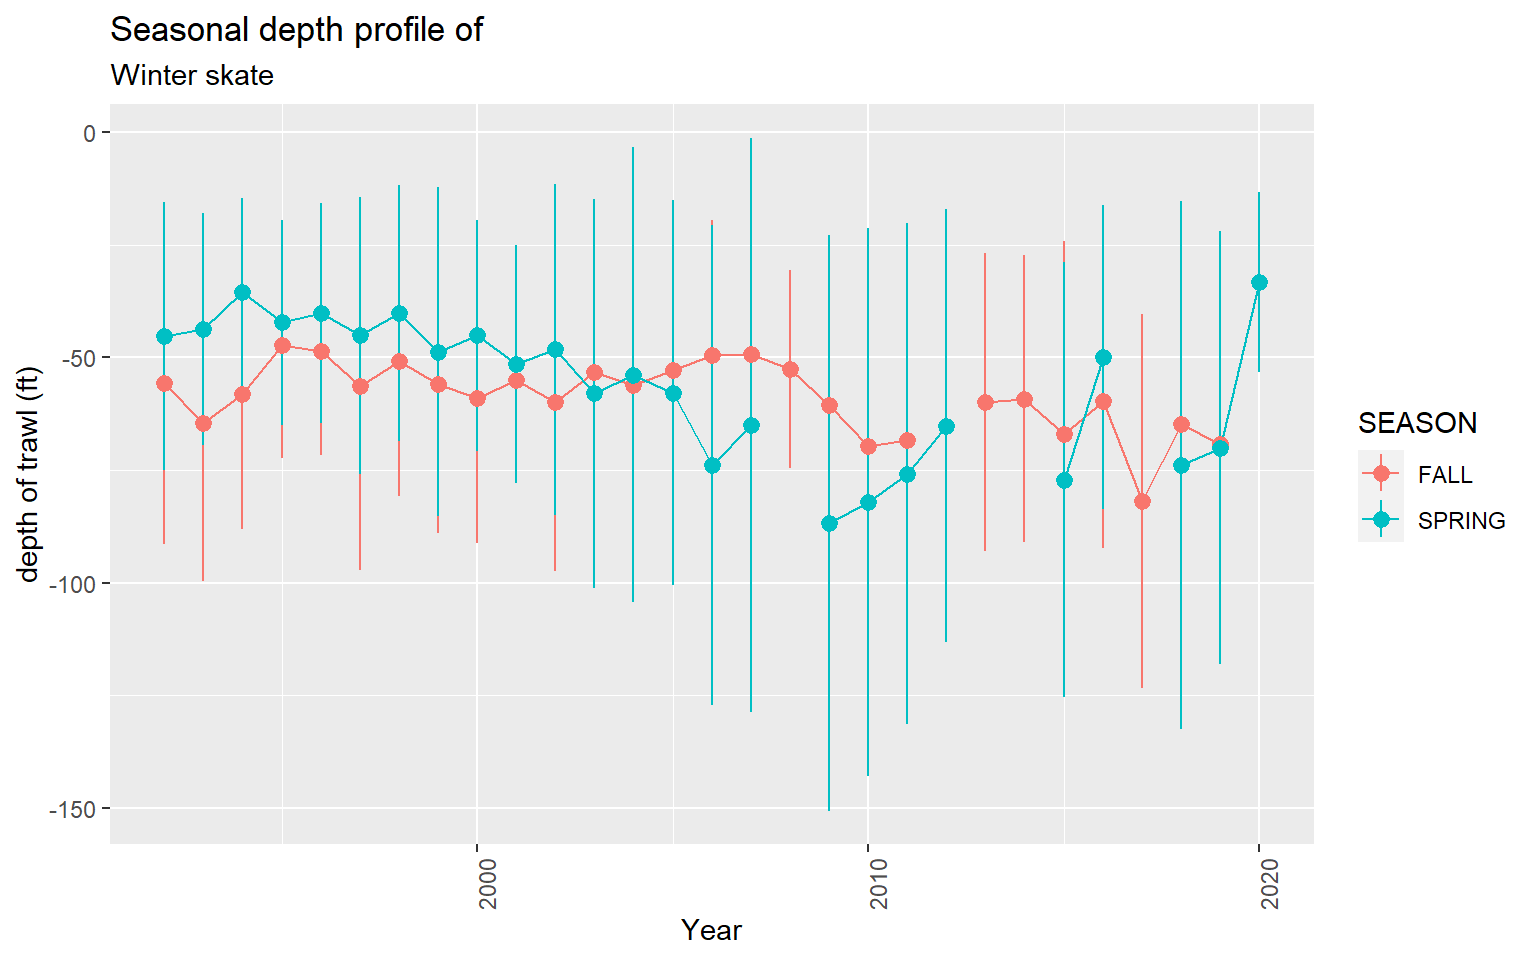 Seasonal depth profile of
Winter skate
depth of trawl (ft)
0
-50
-100
-150
2000
2010
2020
Year
SEASON
FALL
SPRING